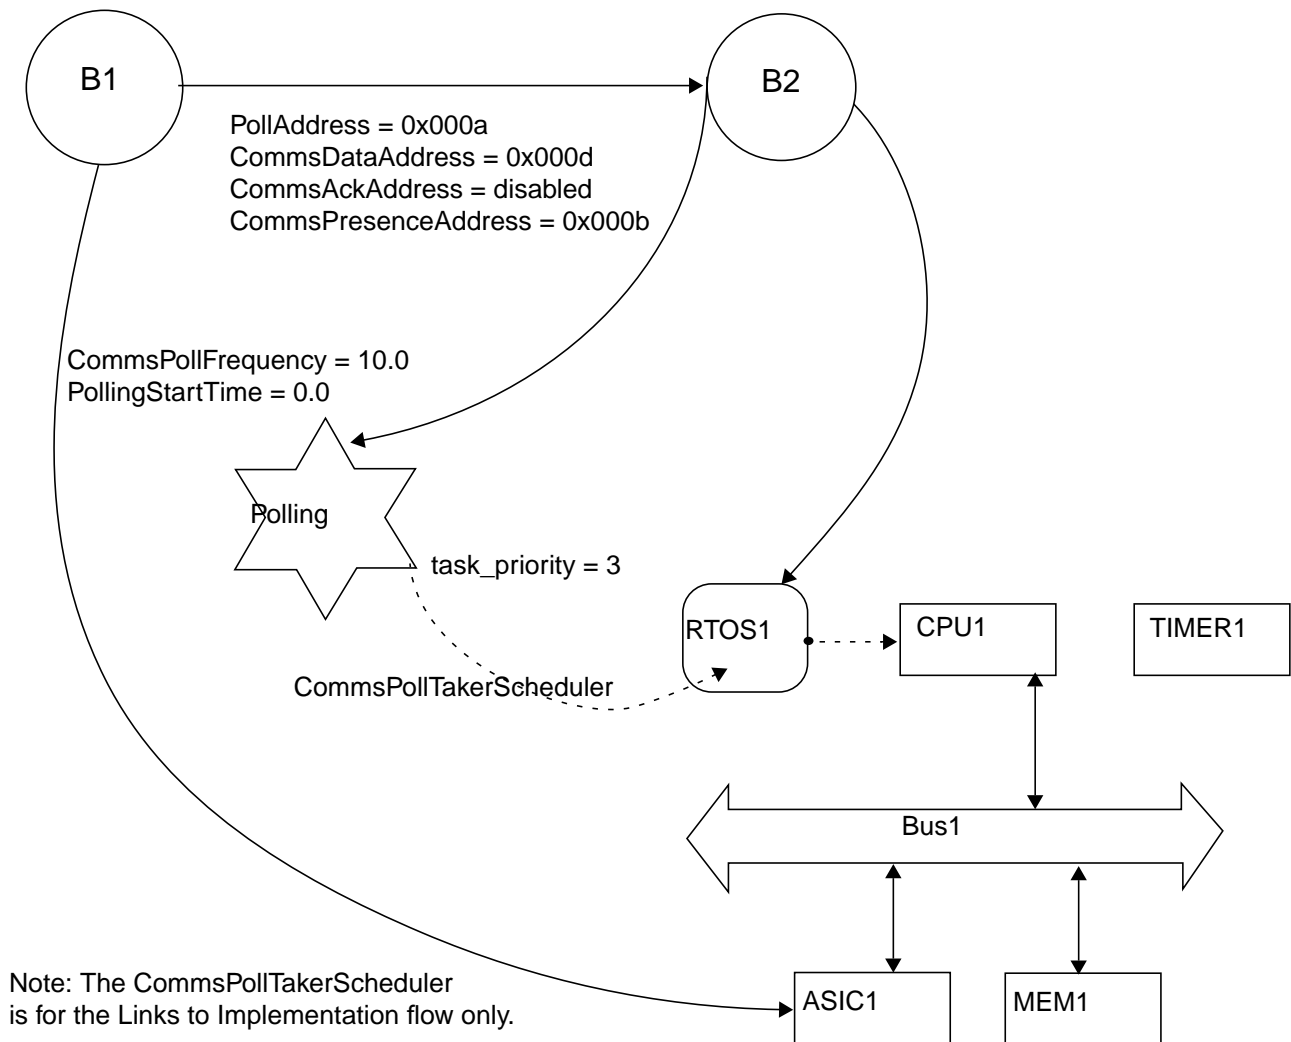 B1
B2
PollAddress = 0x000a
CommsDataAddress = 0x000d
CommsAckAddress = disabled
CommsPresenceAddress = 0x000b
CommsPollFrequency = 10.0
PollingStartTime = 0.0
Polling
task_priority = 3
RTOS1
CPU1
TIMER1
CommsPollTakerScheduler
Bus1
Note: The CommsPollTakerScheduler
is for the Links to Implementation flow only.
ASIC1
MEM1